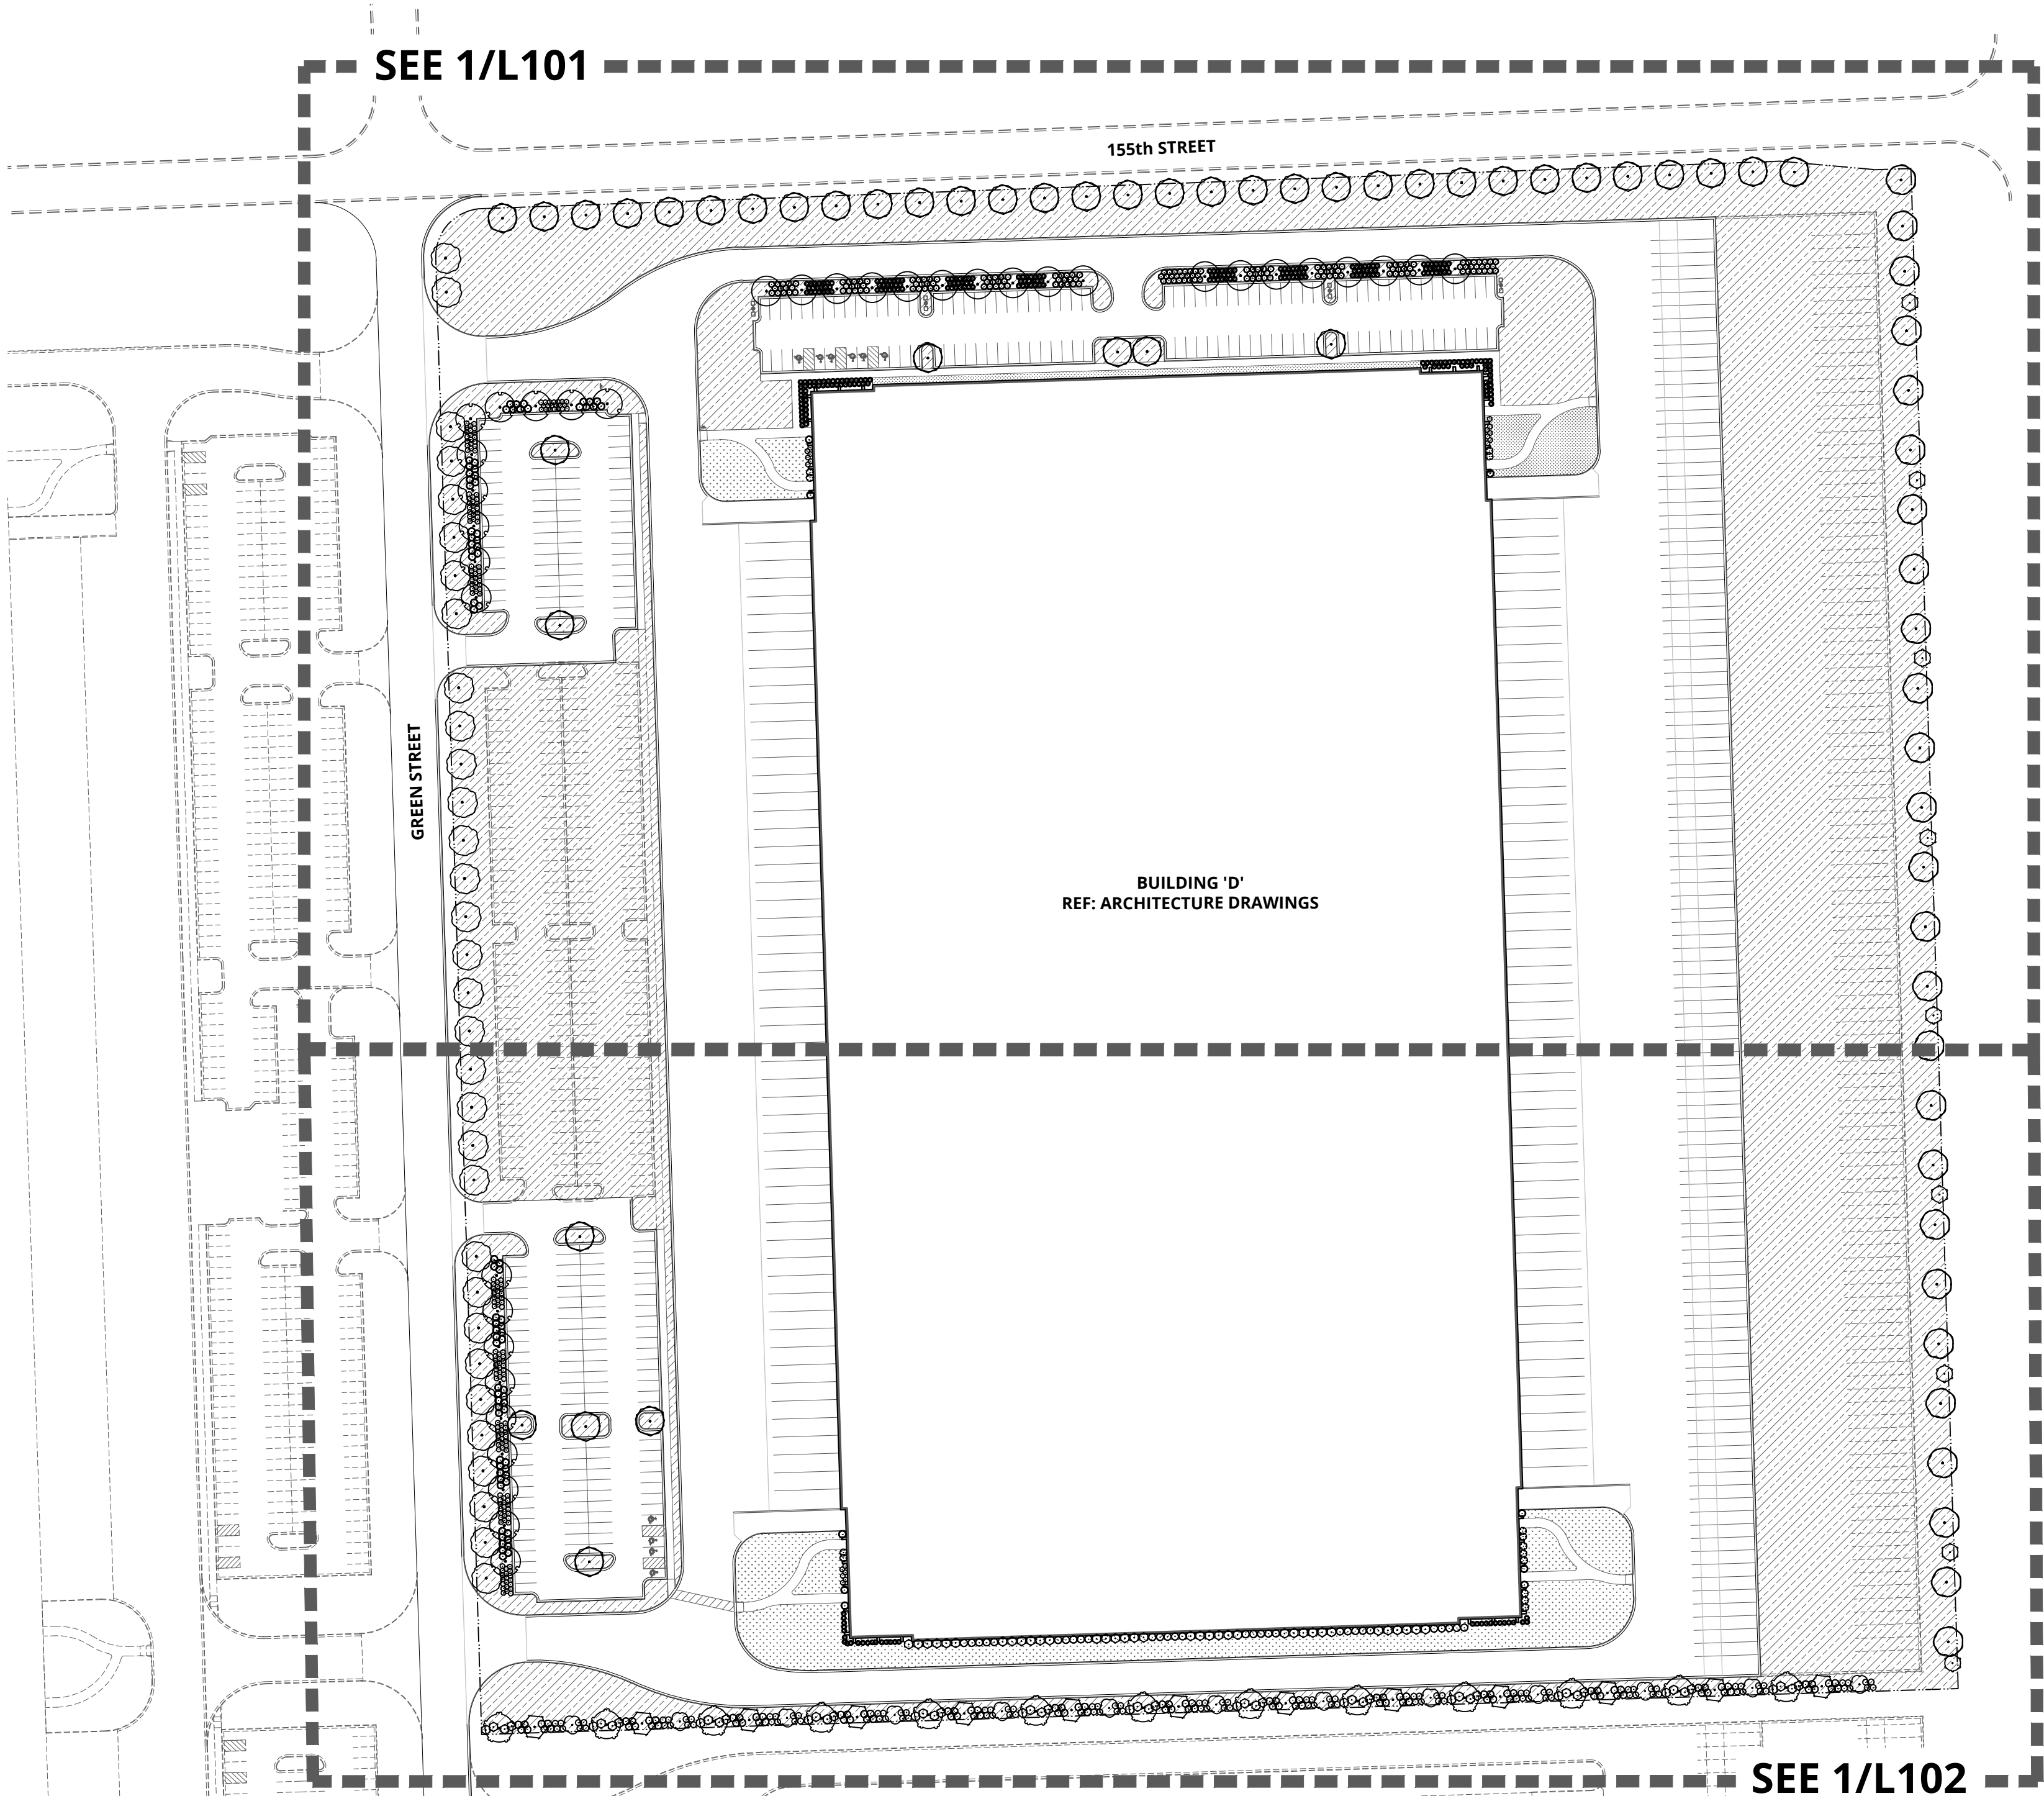 SEE 1/L101
155th STREET
GREEN STREET
BUILDING 'D'
REF: ARCHITECTURE DRAWINGS
SEE 1/L102